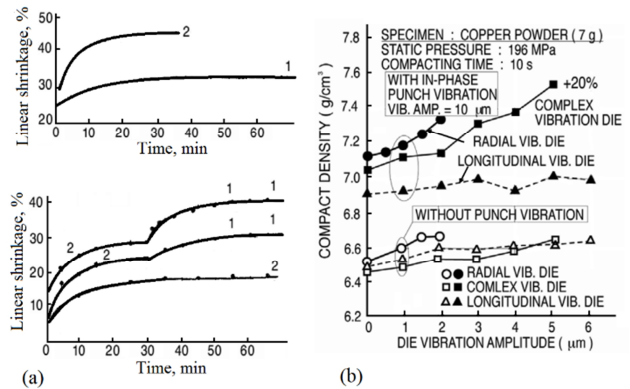 Linear shrinkage, %
50
40
30
20
2
1
0 10 20 30 40 50 60
Time, min
Linear shrinkage, %
40
30
20
10
2
2
1
1
2
0 10 20 30 40 50 60
Time, min
(a)
COMPACT DENSITY (g/cm³)
7.8
7.6
7.4
7.2
7.0
6.8
6.6
6.4
6.2
SPECIMEN : COPPER POWDER (7 g)
STATIC PRESSURE : 196 MPa
COMPACTING TIME : 10 s
WITH IN-PHASE
PUNCH VIBRATION
VIB. AMP. = 10 μm
+20%
COMPLEX
VIBRATION DIE
RADIAL VIB. DIE
LONGITUDINAL VIB. DIE
WITHOUT PUNCH VIBRATION
RADIAL VIB. DIE
COMLEX VIB. DIE
LONGITUDINAL VIB. DIE
0 1 2 3 4 5 6
DIE VIBRATION AMPLITUDE ( μm)
(b)